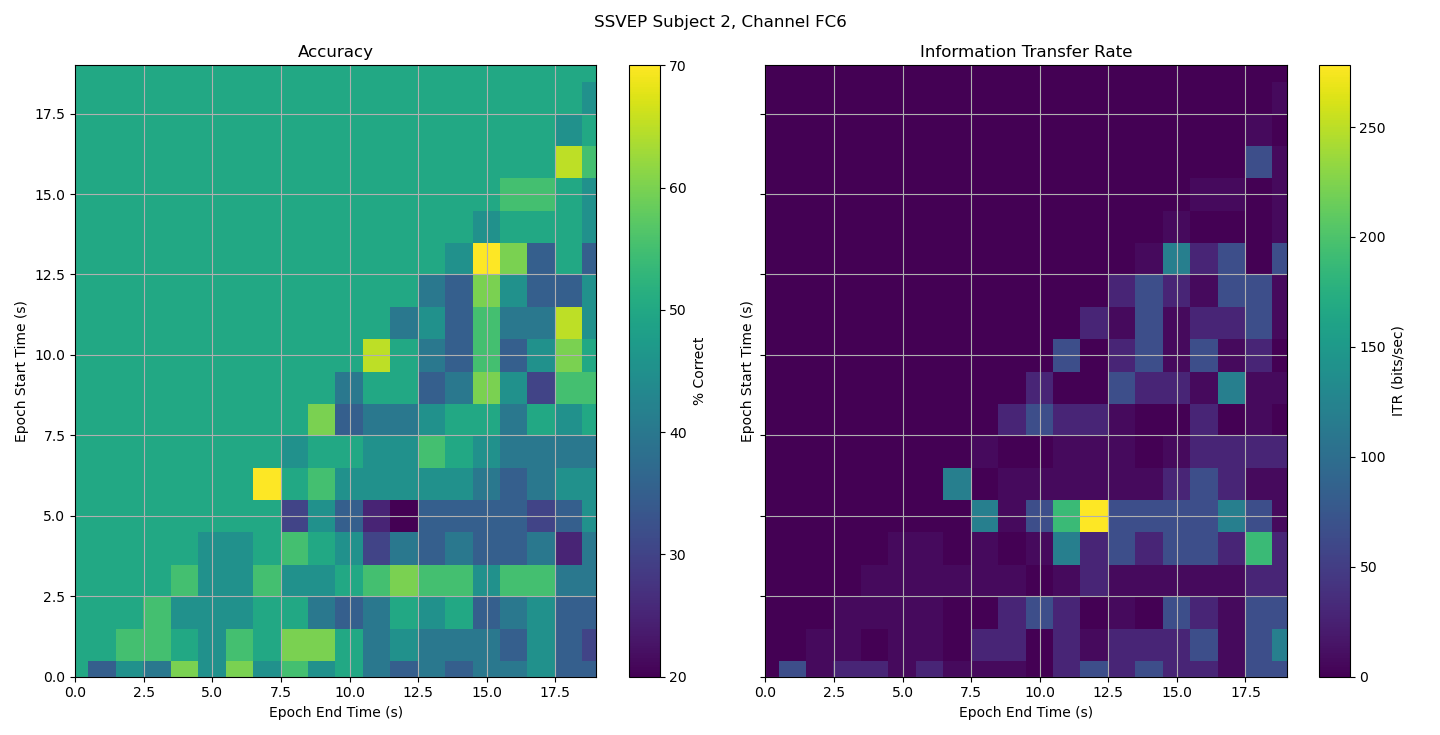 SSVEP Subject 2, Channel FC6
Accuracy
Information Transfer Rate
17.5
15.0
12.5
10.0
7.5
5.0
2.5
0.0
Epoch Start Time (s)
0.0 2.5 5.0 7.5 10.0 12.5 15.0 17.5
Epoch End Time (s)
70
60
50
40
30
20
% Correct
Epoch Start Time (s)
0.0 2.5 5.0 7.5 10.0 12.5 15.0 17.5
Epoch End Time (s)
250
200
150
100
50
0
ITR (bits/sec)